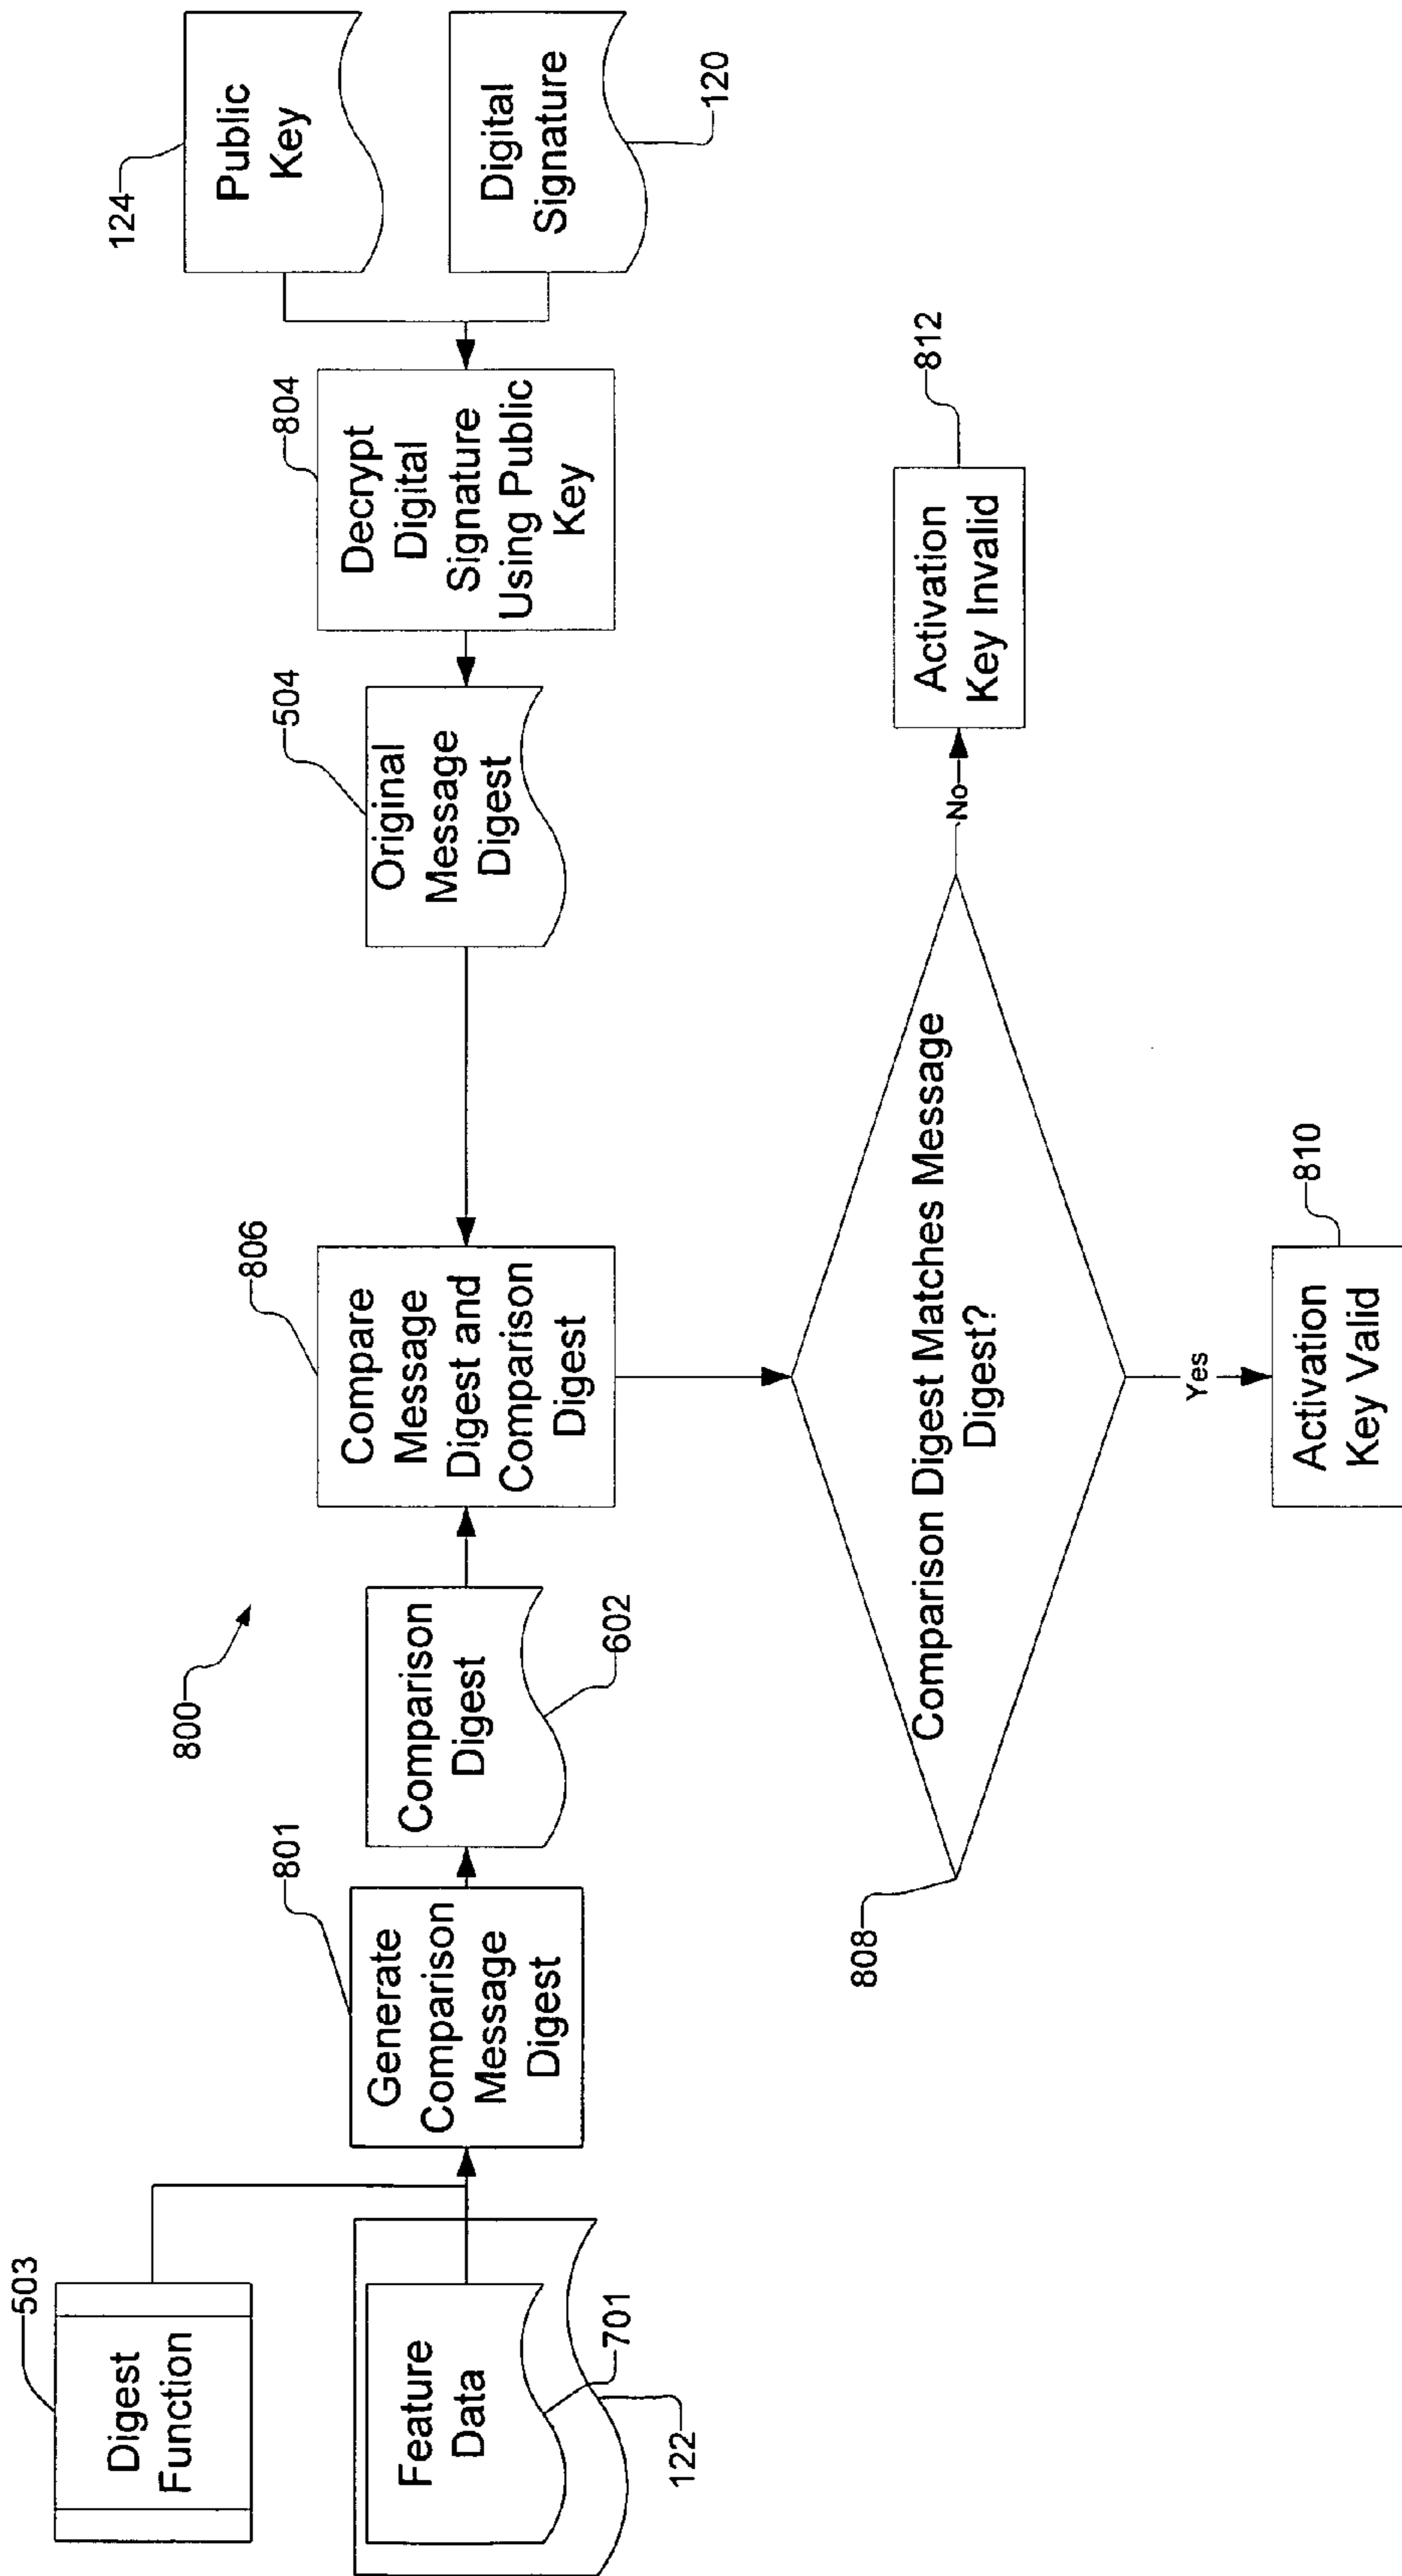 503
Digest
Function
Feature
Data
701
122
801
Generate
Comparison
Message
Digest
800
Comparison
Digest
602
806
Compare
Message
Digest and
Comparison
Digest
504
Original
Message
Digest
804
Decrypt
Digital
Signature
Using Public
Key
124
Public
Key
Digital
Signature
120
808
Comparison Digest Matches Message
Digest?
No
812
Activation
Key Invalid
Yes
810
Activation
Key Valid